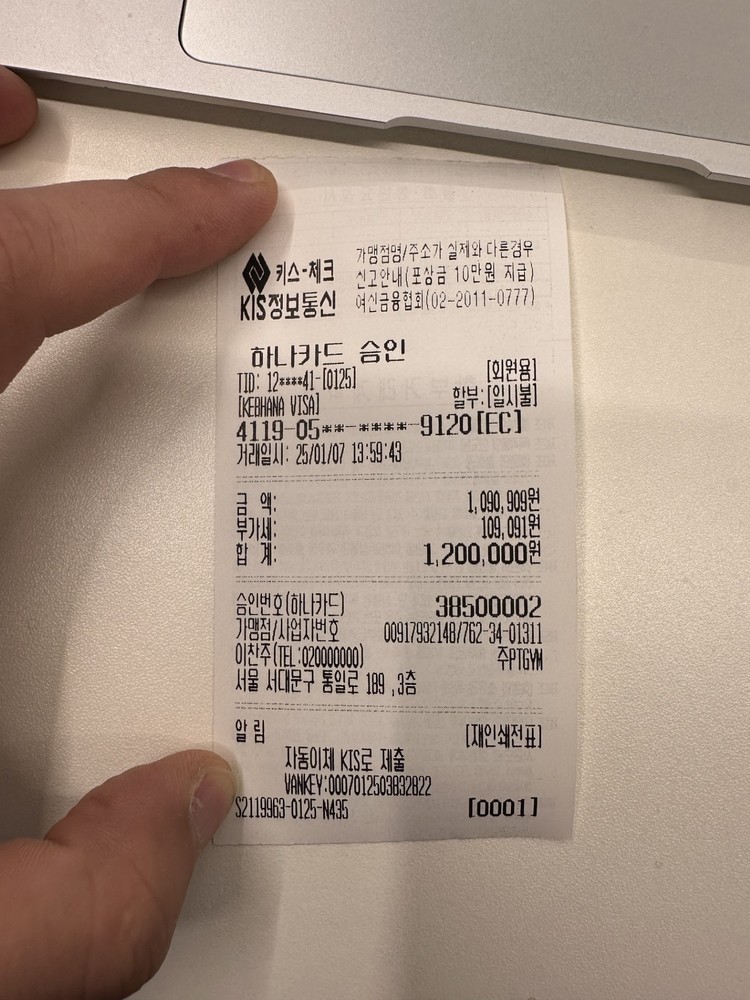 키스-체크
KIS정보통신
가맹점명/주소가 실제와 다른경우
신고안내(포상금 10만원 지급)
여신금융협회(02-2011-0777)
하나카드 승인
TID: 12****41-[0125] [회원용]
[KEBHANA VISA] 할부:[일시불]
4119-05**-****-9120[EC]
거래일시: 25/01/07 13:59:43
금 액: 1,090,909원
부가세: 109,091원
합 계: 1,200,000원
승인번호(하나카드) 38500002
가맹점/사업자번호 00917932148/762-34-01311
이찬주(TEL:020000000) 주PTGYM
서울 서대문구 통일로 189 ,3층
알 림 [재인쇄전표]
자동이체 KIS로 제출
VANKEY:0007012503832822
S2119963-0125-N435 [0001]